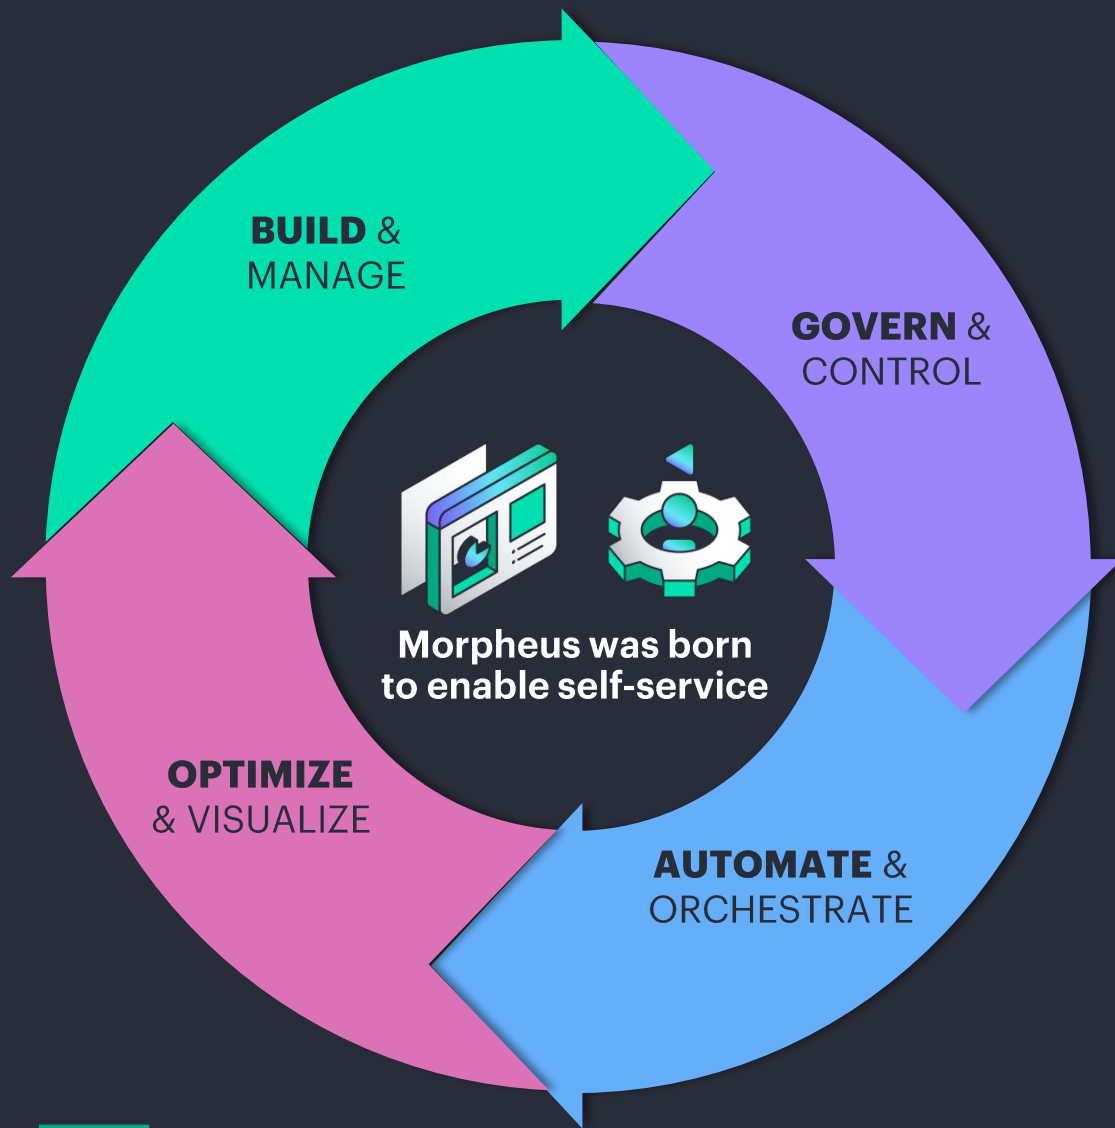 BUILD &
MANAGE
GOVERN &
CONTROL
Morpheus was born
to enable self-service
OPTIMIZE
& VISUALIZE
AUTOMATE &
ORCHESTRATE